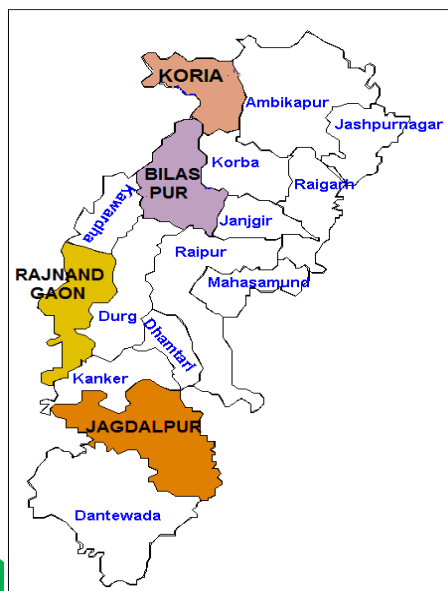 KORIA
Ambikapur
Jashpurnagar
Korba
BILAS
PUR
Raigarh
Kawardha
Janjgir
Raipur
RAJNAND
GAON
Mahasamund
Durg
Dhamtari
Kanker
JAGDALPUR
Dantewada